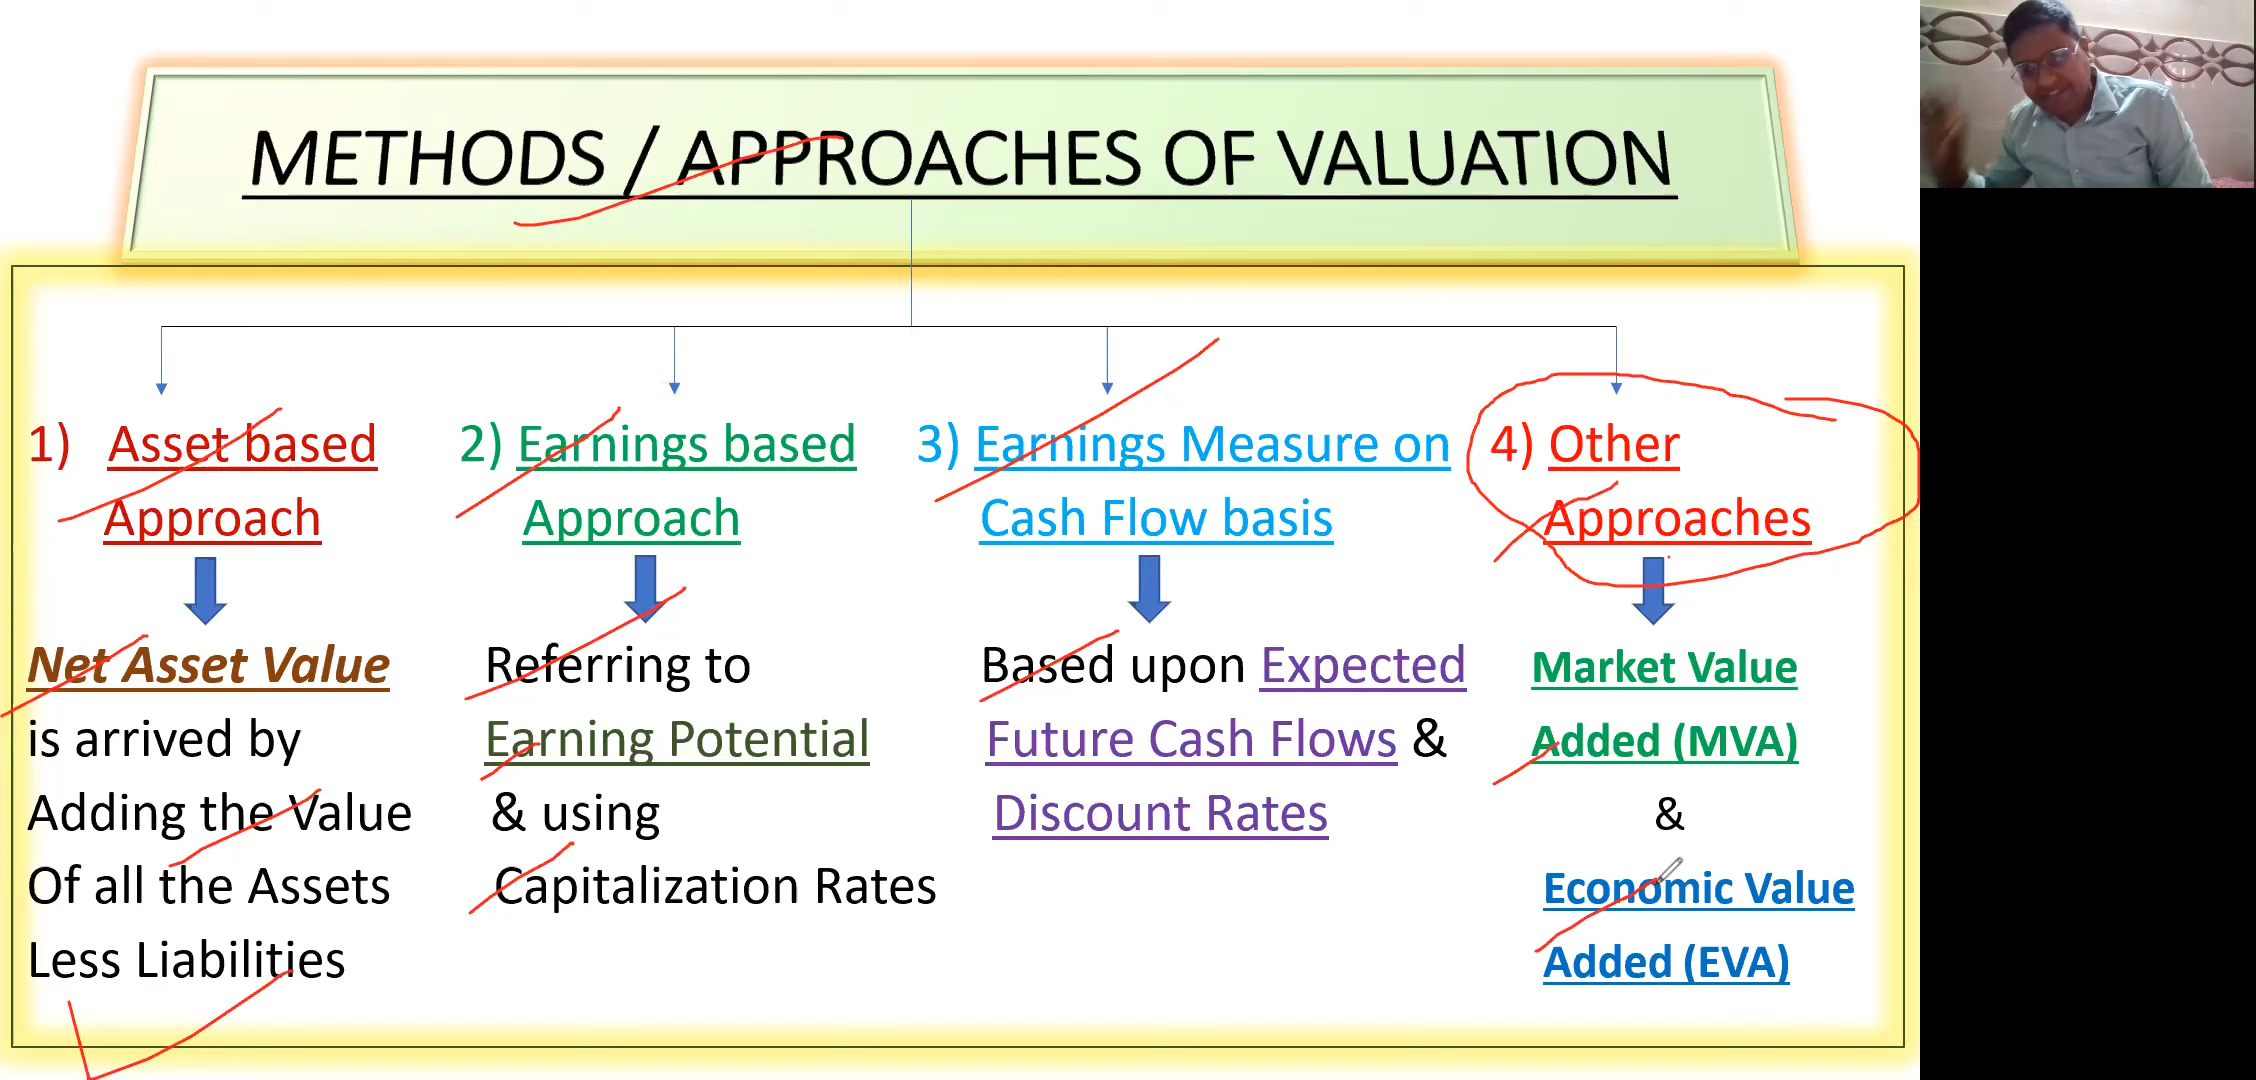 METHODS / APPROACHES OF VALUATION
1) Asset based
Approach
Net Asset Value
is arrived by
Adding the Value
Of all the Assets
Less Liabilities
2) Earnings based
Approach
Referring to
Earning Potential
& using
Capitalization Rates
3) Earnings Measure on
Cash Flow basis
Based upon Expected
Future Cash Flows &
Discount Rates
4) Other
Approaches
Market Value
Added (MVA)
&
Economic Value
Added (EVA)